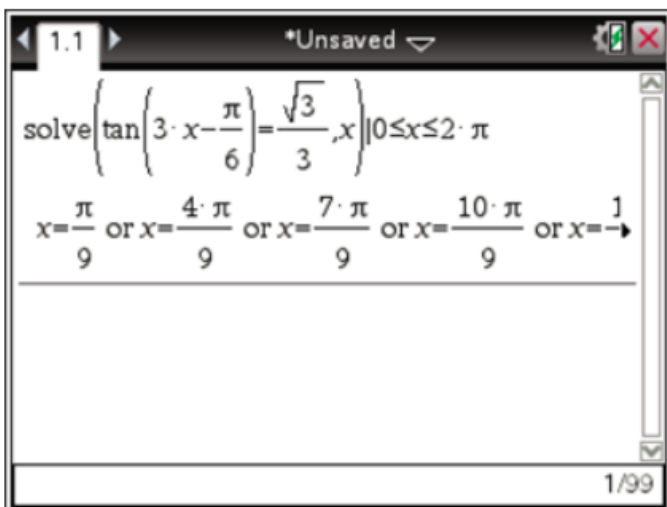 1.1 *Unsaved
solve(tan(3·x-π/6)=√3/3,x)|0≤x≤2·π
x=π/9 or x=4·π/9 or x=7·π/9 or x=10·π/9 or x=1
1/99